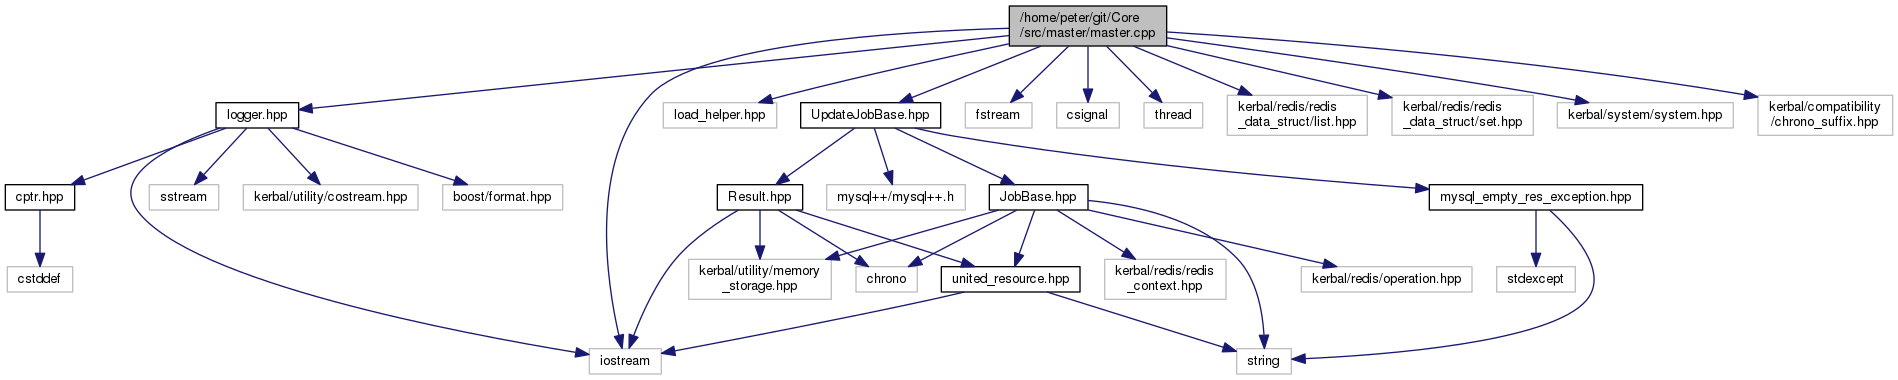 /home/peter/git/Core
/src/master/master.cpp
logger.hpp
load_helper.hpp
UpdateJobBase.hpp
fstream
csignal
thread
kerbal/redis/redis
_data_struct/list.hpp
kerbal/redis/redis
_data_struct/set.hpp
kerbal/system/system.hpp
kerbal/compatibility
/chrono_suffix.hpp
cptr.hpp
sstream
kerbal/utility/costream.hpp
boost/format.hpp
Result.hpp
mysql++/mysql++.h
JobBase.hpp
mysql_empty_res_exception.hpp
cstddef
kerbal/utility/memory
_storage.hpp
chrono
united_resource.hpp
kerbal/redis/redis
_context.hpp
kerbal/redis/operation.hpp
stdexcept
iostream
string